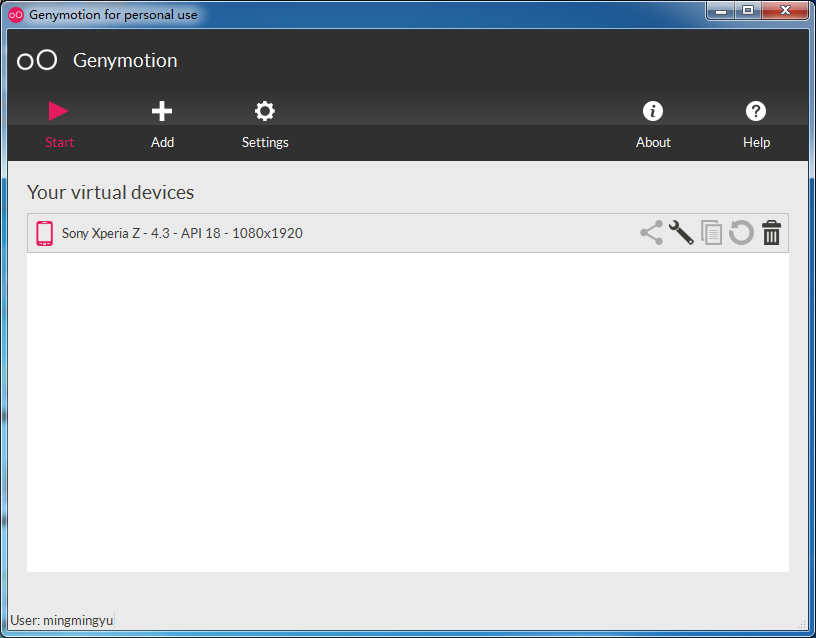 Genymotion for personal use
Genymotion
Start
Add
Settings
About
Help
Your virtual devices
Sony Xperia Z - 4.3 - API 18 - 1080x1920
User: mingmingyu